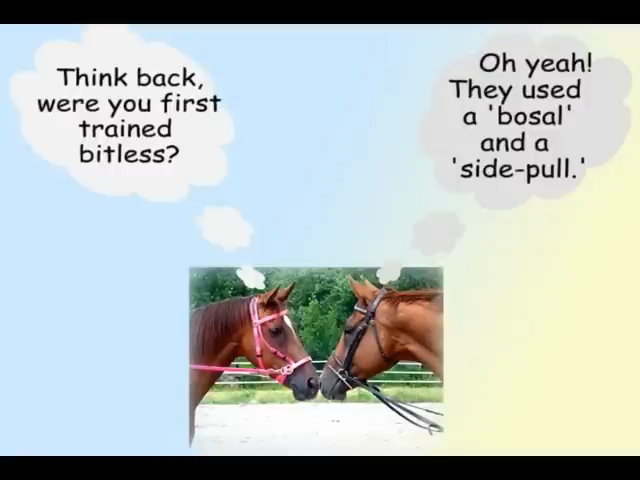 Think back,
were you first
trained
bitless?
Oh yeah!
They used
a 'bosal'
and a
'side-pull.'